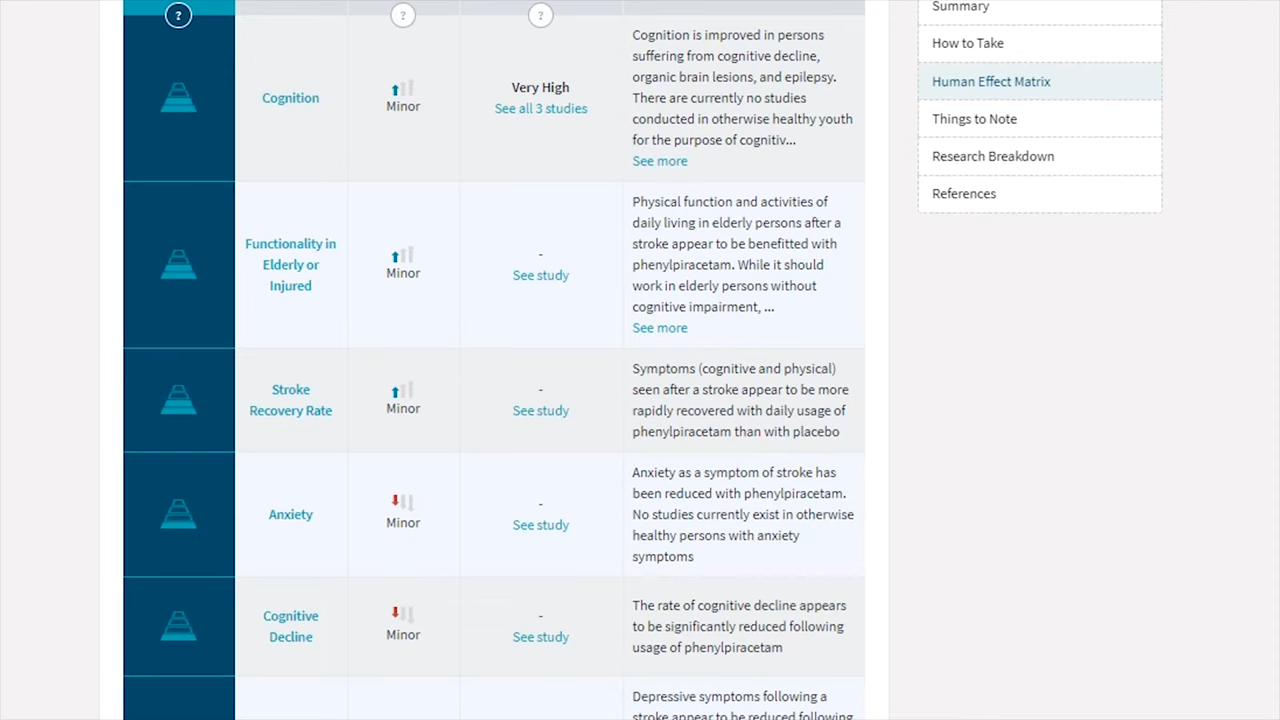 ?
?
?
Cognition
Minor
Very High
See all 3 studies
Cognition is improved in persons
suffering from cognitive decline,
organic brain lesions, and epilepsy.
There are currently no studies
conducted in otherwise healthy youth
for the purpose of cognitiv...
See more
Functionality in
Elderly or
Injured
Minor
-
See study
Physical function and activities of
daily living in elderly persons after a
stroke appear to be benefitted with
phenylpiracetam. While it should
work in elderly persons without
cognitive impairment, ...
See more
Stroke
Recovery Rate
Minor
-
See study
Symptoms (cognitive and physical)
seen after a stroke appear to be more
rapidly recovered with daily usage of
phenylpiracetam than with placebo
Anxiety
Minor
-
See study
Anxiety as a symptom of stroke has
been reduced with phenylpiracetam.
No studies currently exist in otherwise
healthy persons with anxiety
symptoms
Cognitive
Decline
Minor
-
See study
The rate of cognitive decline appears
to be significantly reduced following
usage of phenylpiracetam
Depressive symptoms following a
stroke appear to be reduced following
Summary
How to Take
Human Effect Matrix
Things to Note
Research Breakdown
References